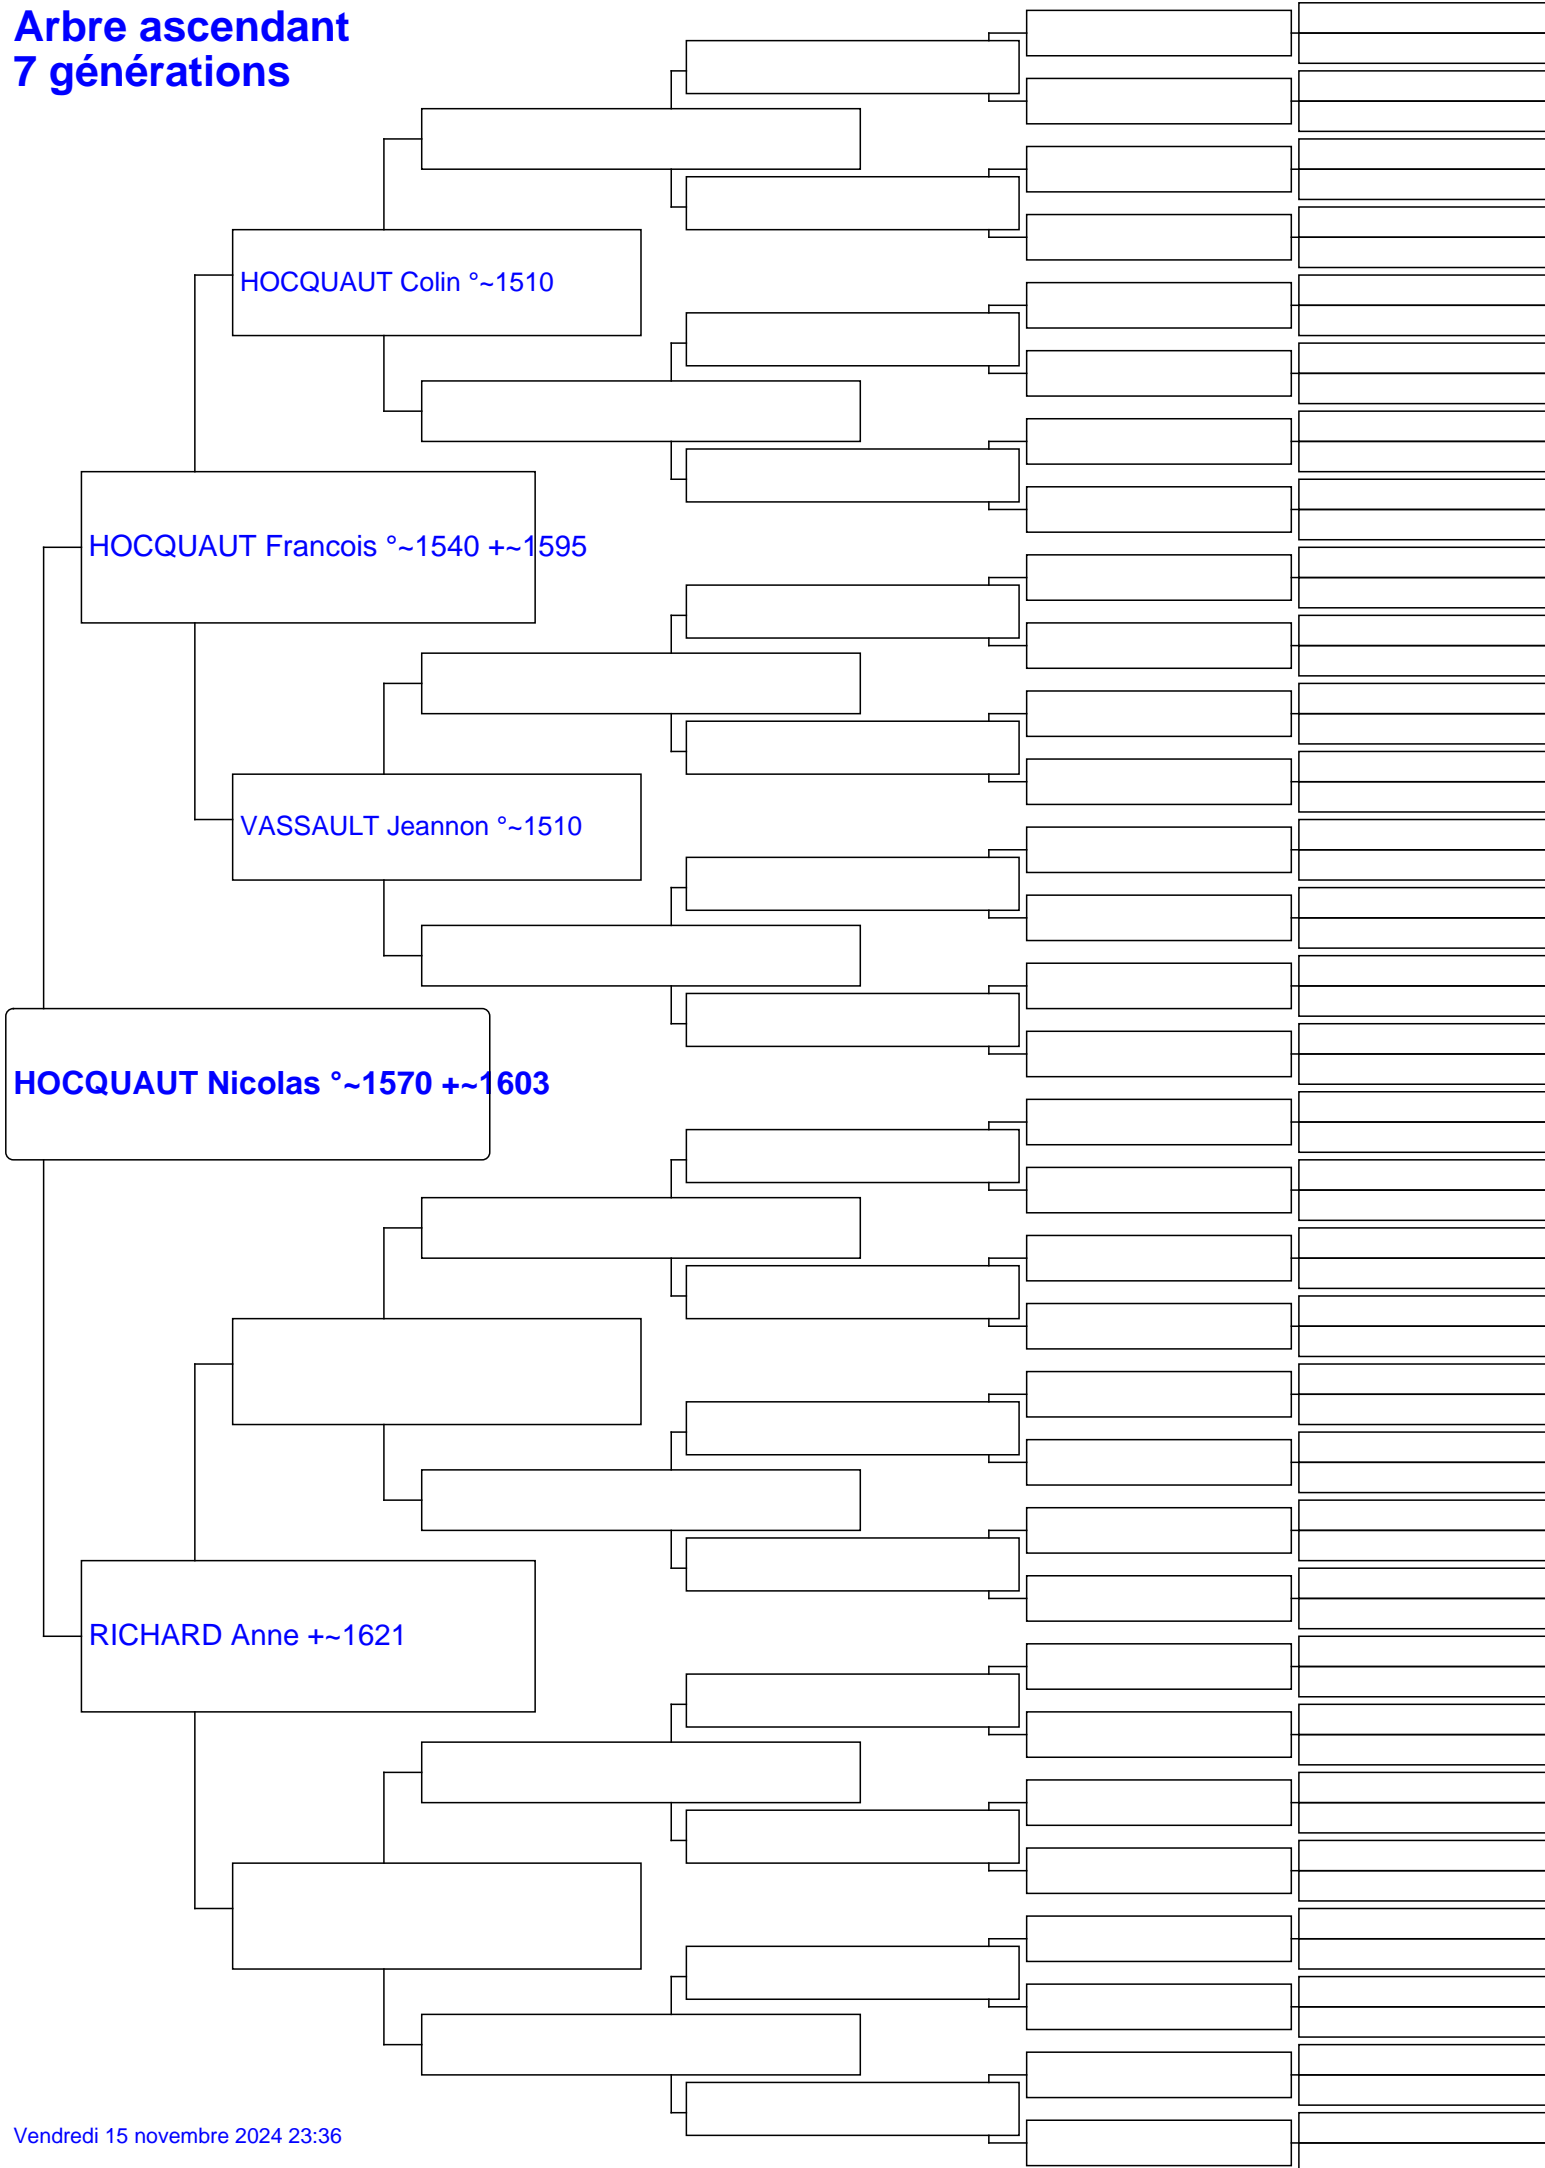 Arbre ascendant
7 générations
HOCQUAUT Colin °~1510
HOCQUAUT Francois °~1540 +~1595
VASSAULT Jeannon °~1510
HOCQUAUT Nicolas °~1570 +~1603
RICHARD Anne +~1621
Vendredi 15 novembre 2024 23:36